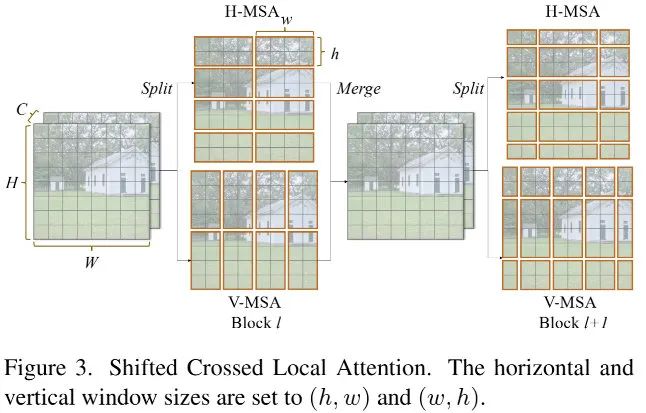 H-MSA
H-MSA
w
h
Split
Merge
Split
C
H
W
V-MSA
Block l
V-MSA
Block l+1
Figure 3. Shifted Crossed Local Attention. The horizontal and
vertical window sizes are set to (h, w) and (w, h).